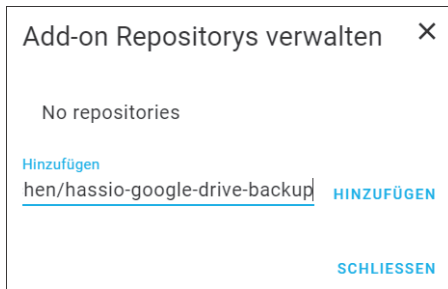 Add-on Repositorys verwalten
No repositories
Hinzufügen
hen/hassio-google-drive-backup
HINZUFÜGEN
SCHLIESSEN